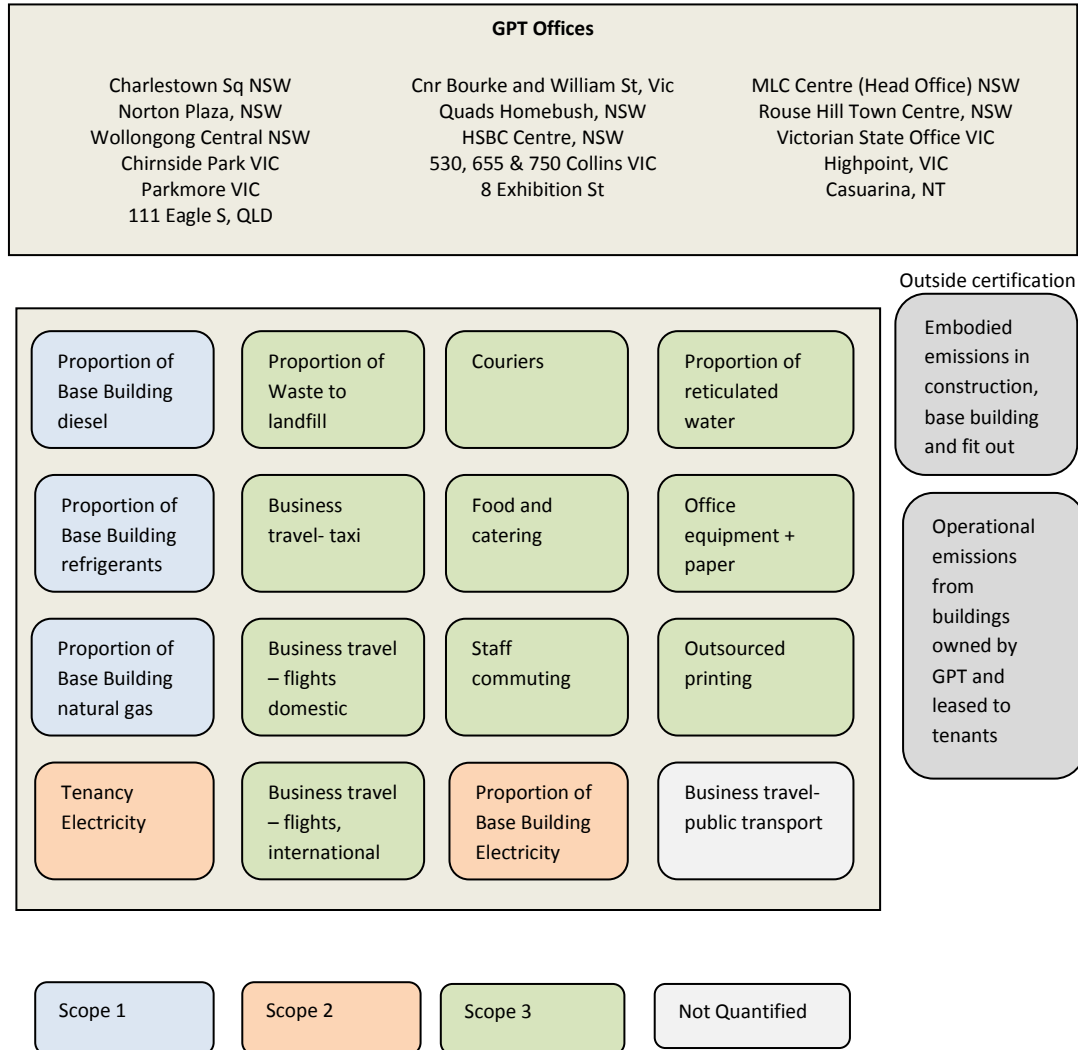 GPT Offices
Charlestown Sq NSW
Norton Plaza, NSW
Wollongong Central NSW
Chirnside Park VIC
Parkmore VIC
111 Eagle S, QLD
Cnr Bourke and William St, Vic
Quads Homebush, NSW
HSBC Centre, NSW
530, 655 & 750 Collins VIC
8 Exhibition St
MLC Centre (Head Office) NSW
Rouse Hill Town Centre, NSW
Victorian State Office VIC
Highpoint, VIC
Casuarina, NT
Outside certification
Proportion of
Base Building
diesel
Proportion of
Waste to
landfill
Couriers
Proportion of
reticulated
water
Embodied
emissions in
construction,
base building
and fit out
Proportion of
Base Building
refrigerants
Business
travel- taxi
Food and
catering
Office
equipment +
paper
Operational
emissions
from
buildings
owned by
GPT and
leased to
tenants
Proportion of
Base Building
natural gas
Business travel
– flights
domestic
Staff
commuting
Outsourced
printing
Tenancy
Electricity
Business travel
– flights,
international
Proportion of
Base Building
Electricity
Business travel-
public transport
Scope 1
Scope 2
Scope 3
Not Quantified